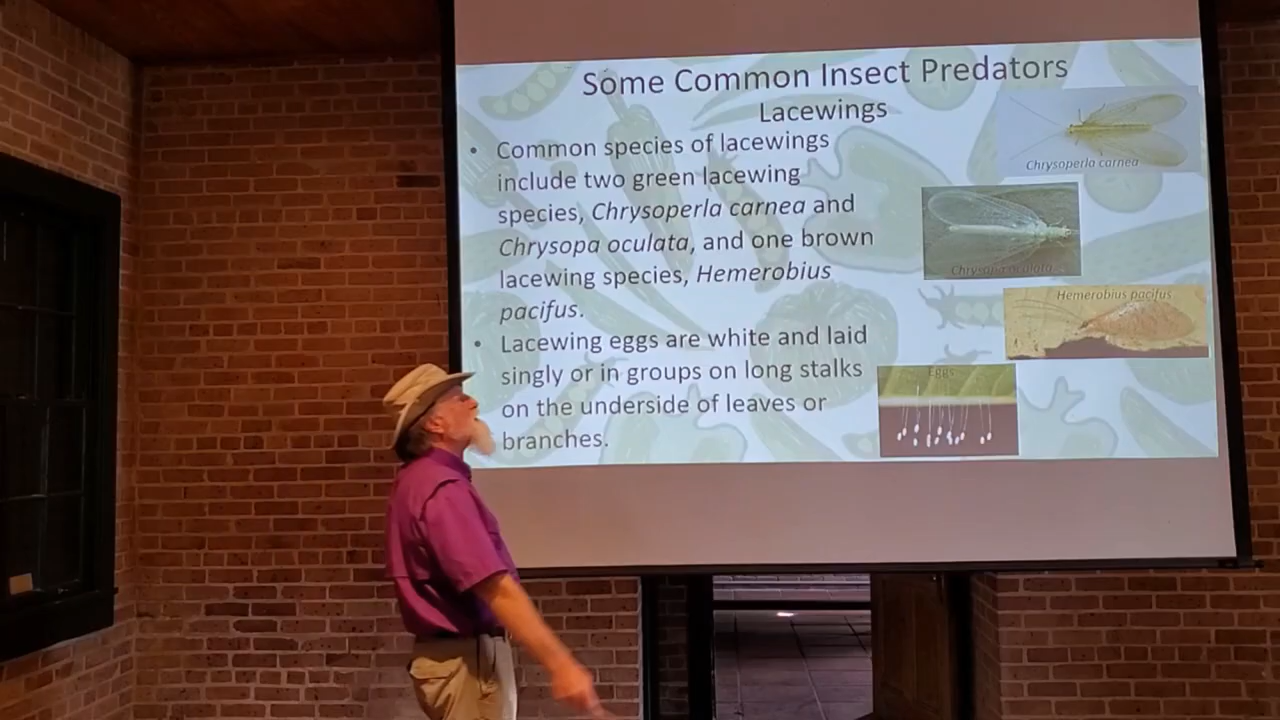 Some Common Insect Predators
Lacewings
• Common species of lacewings
include two green lacewing
species, Chrysoperla carnea and
Chrysopa oculata, and one brown
lacewing species, Hemerobius
pacifus.
• Lacewing eggs are white and laid
singly or in groups on long stalks
on the underside of leaves or
branches.
Chrysoperla carnea
Chrysopa oculata
Hemerobius pacifus
Eggs